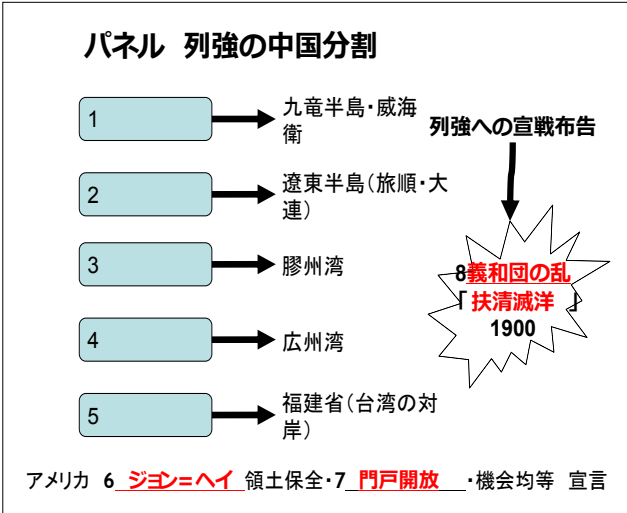 パネル 列強の中国分割
1
九竜半島・威海
衛
2
遼東半島(旅順・大
連)
3
膠州湾
4
広州湾
5
福建省(台湾の対
岸)
列強への宣戦布告
8義和団の乱
「扶清滅洋 」
1900
アメリカ 6 ジョン=ヘイ 領土保全・7 門戸開放 ・機会均等 宣言